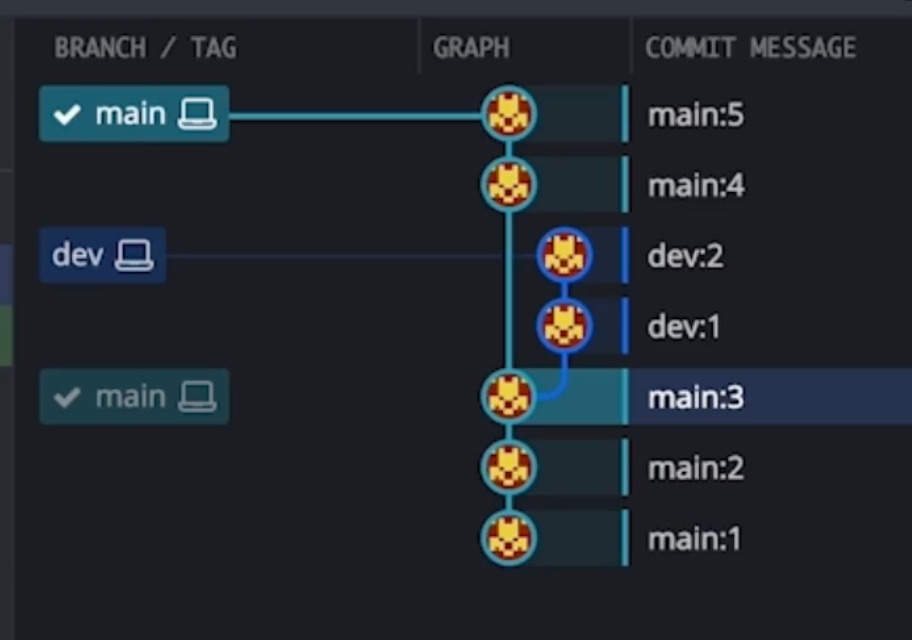 BRANCH / TAG GRAPH COMMIT MESSAGE
main main:5
main:4
dev dev:2
dev:1
main main:3
main:2
main:1